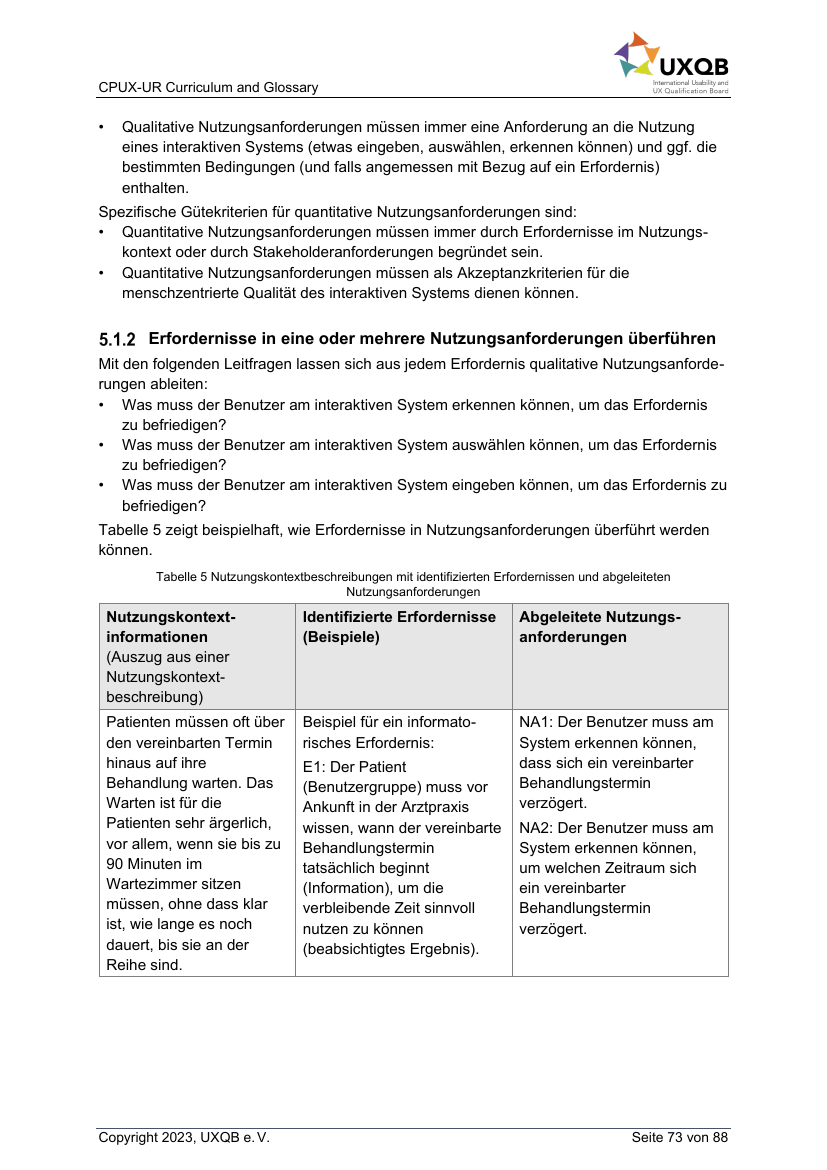 UXQB
International Usability and
UX Qualification Board
CPUX-UR Curriculum and Glossary
• Qualitative Nutzungsanforderungen müssen immer eine Anforderung an die Nutzung
eines interaktiven Systems (etwas eingeben, auswählen, erkennen können) und ggf. die
bestimmten Bedingungen (und falls angemessen mit Bezug auf ein Erfordernis)
enthalten.
Spezifische Gütekriterien für quantitative Nutzungsanforderungen sind:
• Quantitative Nutzungsanforderungen müssen immer durch Erfordernisse im Nutzungs-
kontext oder durch Stakeholderanforderungen begründet sein.
• Quantitative Nutzungsanforderungen müssen als Akzeptanzkriterien für die
menschzentrierte Qualität des interaktiven Systems dienen können.
5.1.2 Erfordernisse in eine oder mehrere Nutzungsanforderungen überführen
Mit den folgenden Leitfragen lassen sich aus jedem Erfordernis qualitative Nutzungsanforde-
rungen ableiten:
• Was muss der Benutzer am interaktiven System erkennen können, um das Erfordernis
zu befriedigen?
• Was muss der Benutzer am interaktiven System auswählen können, um das Erfordernis
zu befriedigen?
• Was muss der Benutzer am interaktiven System eingeben können, um das Erfordernis zu
befriedigen?
Tabelle 5 zeigt beispielhaft, wie Erfordernisse in Nutzungsanforderungen überführt werden
können.
Tabelle 5 Nutzungskontextbeschreibungen mit identifizierten Erfordernissen und abgeleiteten
Nutzungsanforderungen
Nutzungskontext-
informationen
(Auszug aus einer
Nutzungskontext-
beschreibung)
Identifizierte Erfordernisse
(Beispiele)
Abgeleitete Nutzungs-
anforderungen
Patienten müssen oft über
den vereinbarten Termin
hinaus auf ihre
Behandlung warten. Das
Warten ist für die
Patienten sehr ärgerlich,
vor allem, wenn sie bis zu
90 Minuten im
Wartezimmer sitzen
müssen, ohne dass klar
ist, wie lange es noch
dauert, bis sie an der
Reihe sind.
Beispiel für ein informato-
risches Erfordernis:
E1: Der Patient
(Benutzergruppe) muss vor
Ankunft in der Arztpraxis
wissen, wann der vereinbarte
Behandlungstermin
tatsächlich beginnt
(Information), um die
verbleibende Zeit sinnvoll
nutzen zu können
(beabsichtigtes Ergebnis).
NA1: Der Benutzer muss am
System erkennen können,
dass sich ein vereinbarter
Behandlungstermin
verzögert.
NA2: Der Benutzer muss am
System erkennen können,
um welchen Zeitraum sich
ein vereinbarter
Behandlungstermin
verzögert.
Copyright 2023, UXQB e. V.
Seite 73 von 88